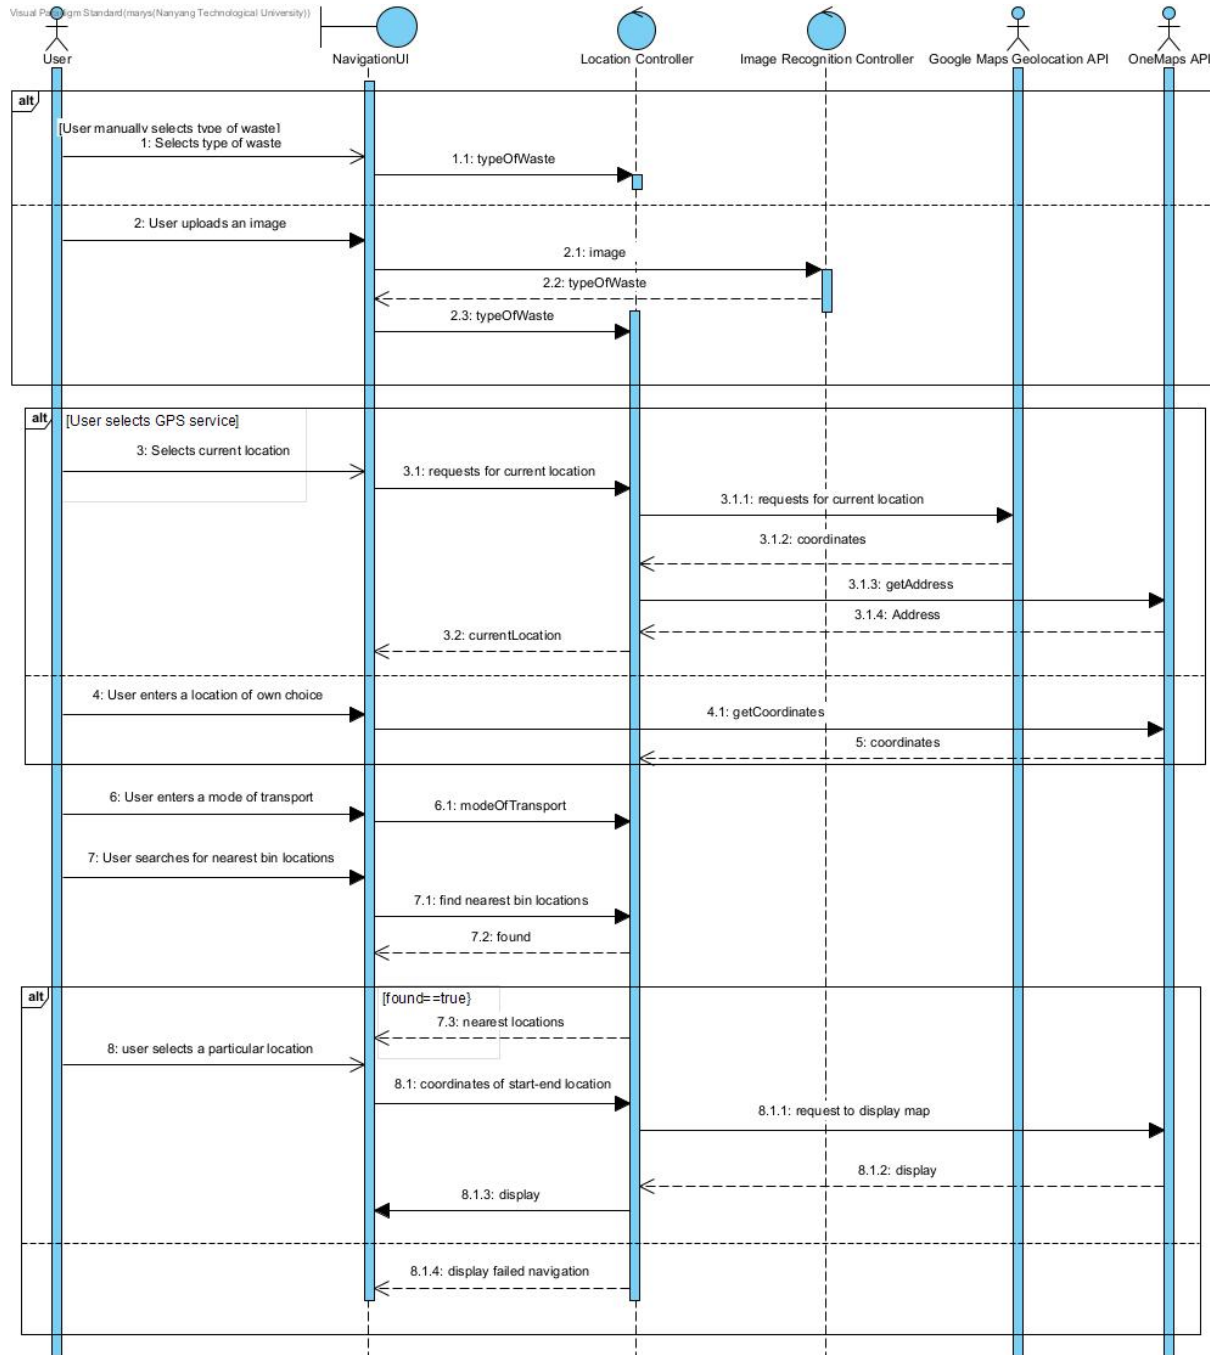 Visual Paradigm Standard(marys(Nanyang Technological University))
User
NavigationUI
Location Controller
Image Recognition Controller
Google Maps Geolocation API
OneMaps API
alt
[User manually selects type of waste]
1: Selects type of waste
1.1: typeOfWaste
2: User uploads an image
2.1: image
2.2: typeOfWaste
2.3: typeOfWaste
alt
[User selects GPS service]
3: Selects current location
3.1: requests for current location
3.1.1: requests for current location
3.1.2: coordinates
3.1.3: getAddress
3.1.4: Address
3.2: currentLocation
4: User enters a location of own choice
4.1: getCoordinates
5: coordinates
6: User enters a mode of transport
6.1: modeOfTransport
7: User searches for nearest bin locations
7.1: find nearest bin locations
7.2: found
alt
[found==true}
7.3: nearest locations
8: user selects a particular location
8.1: coordinates of start-end location
8.1.1: request to display map
8.1.2: display
8.1.3: display
8.1.4: display failed navigation